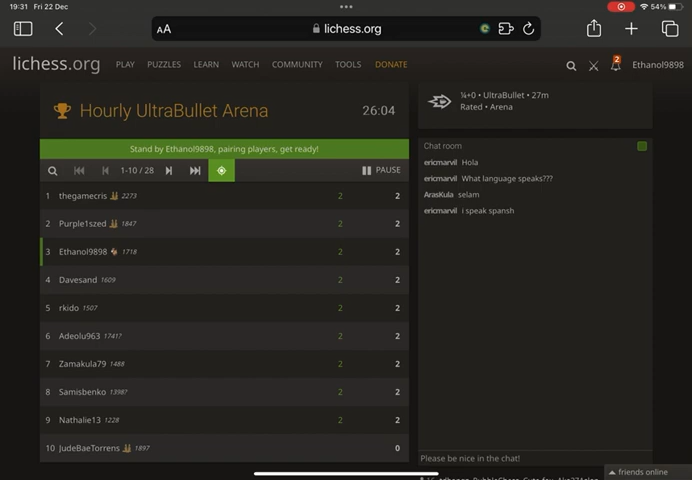 19:31 Fri 22 Dec
54%
AA lichess.org
lichess.org PLAY PUZZLES LEARN WATCH COMMUNITY TOOLS DONATE 2 Ethanol9898
Hourly UltraBullet Arena 26:04
¼+0 • UltraBullet • 27m
Rated • Arena
Stand by Ethanol9898, pairing players, get ready!
1-10 / 28 PAUSE
1 thegamecris 2273 2 2
2 Purple1szed 1847 2 2
3 Ethanol9898 1718 2 2
4 Davesand 1609 2 2
5 rkido 1507 2 2
6 Adeolu963 1741? 2 2
7 Zamakula79 1488 2 2
8 Samisbenko 1398? 2 2
9 Nathalie13 1228 2 2
10 JudeBaeTorrens 1897 0
Chat room
ericmarvil Hola
ericmarvil What language speaks???
ArasKula selam
ericmarvil i speak spansh
Please be nice in the chat!
friends online